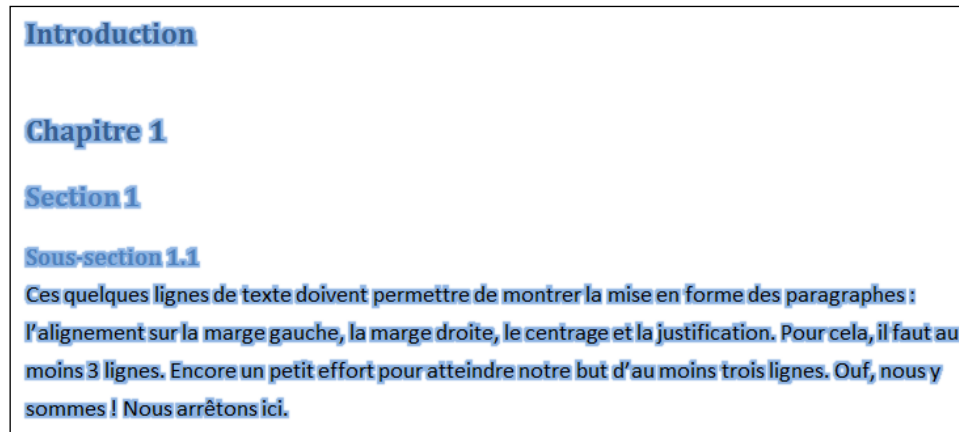 Introduction
Chapitre 1
Section 1
Sous-section 1.1
Ces quelques lignes de texte doivent permettre de montrer la mise en forme des paragraphes :
l’alignement sur la marge gauche, la marge droite, le centrage et la justification. Pour cela, il faut au
moins 3 lignes. Encore un petit effort pour atteindre notre but d’au moins trois lignes. Ouf, nous y
sommes ! Nous arrêtons ici.